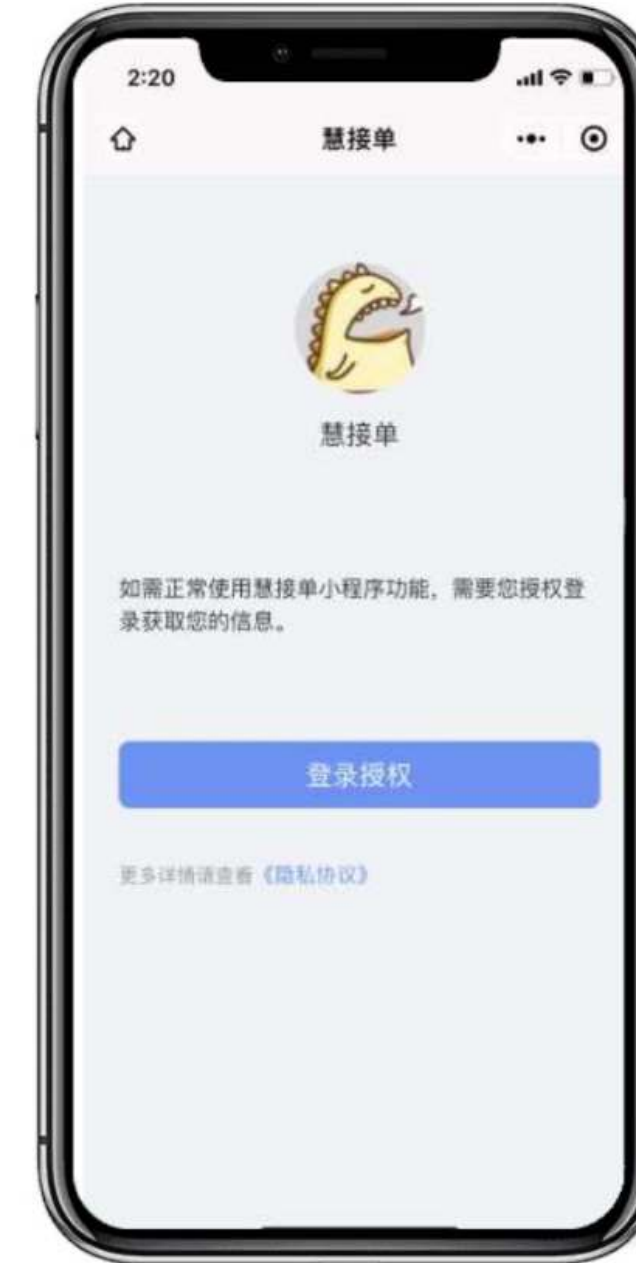 2:20
慧接单
慧接单
如需正常使用慧接单小程序功能，需要您授权登
录获取您的信息。
登录授权
更多详情请查看《隐私协议》